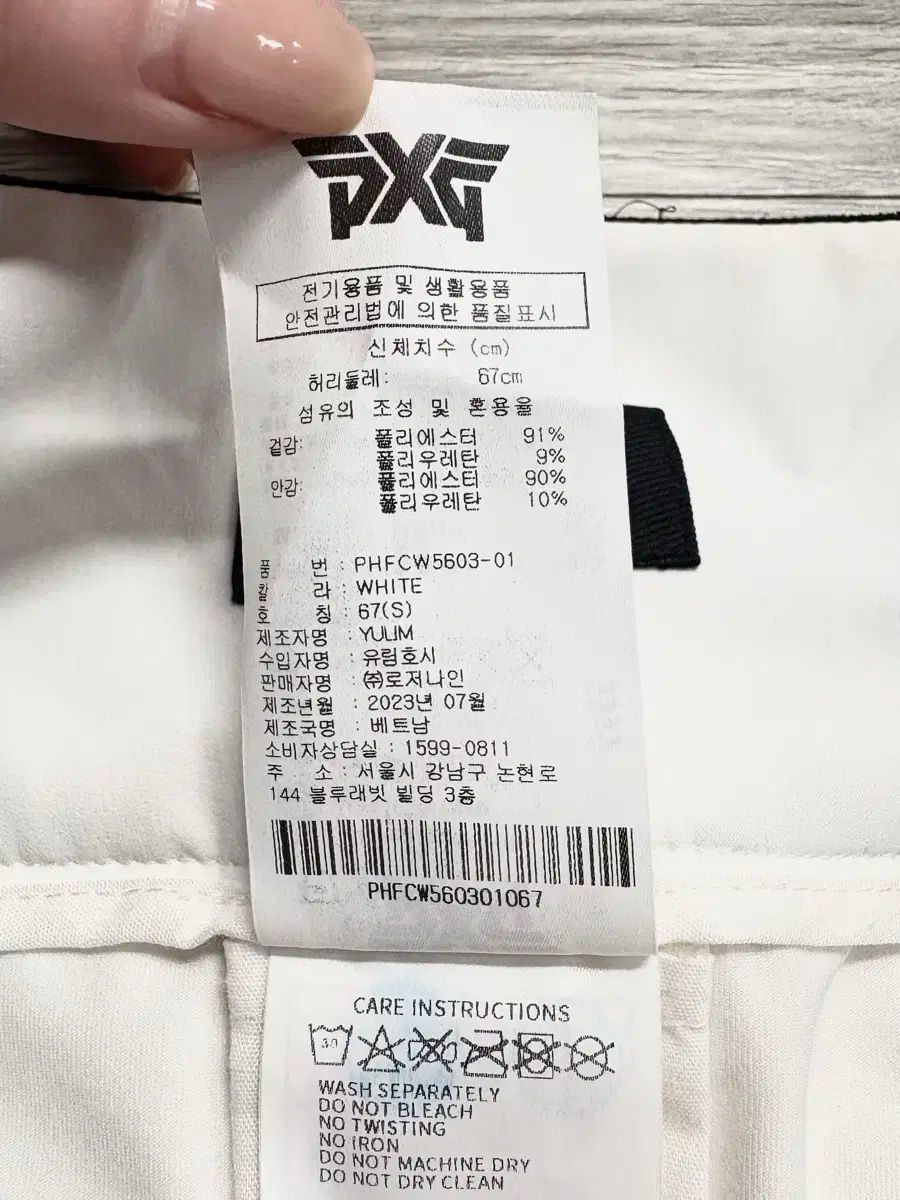 PXG
전기용품 및 생활용품
안전관리법에 의한 품질표시
신체치수 (cm)
허리둘레: 67cm
섬유의 조성 및 혼용율
겉감: 폴리에스터 91%
폴리우레탄 9%
안감: 폴리에스터 90%
폴리우레탄 10%
품 번 : PHFCW5603-01
칼 라 : WHITE
호 칭 : 67(S)
제조자명 : YULIM
수입자명 : 유림호시
판매자명 : ㈜로저나인
제조년월 : 2023년 07월
제조국명 : 베트남
소비자상담실 : 1599-0811
주 소 : 서울시 강남구 논현로
144 블루래빗 빌딩 3층
PHFCW560301067
CARE INSTRUCTIONS
30
WASH SEPARATELY
DO NOT BLEACH
NO TWISTING
NO IRON
DO NOT MACHINE DRY
DO NOT DRY CLEAN